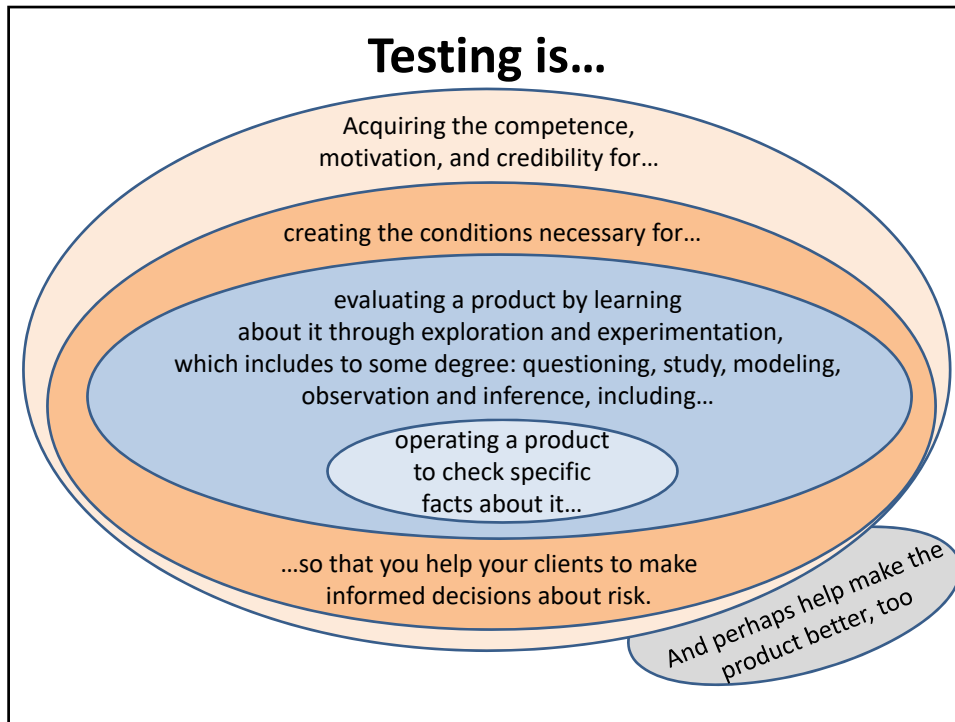 Testing is…
Acquiring the competence,
motivation, and credibility for…
creating the conditions necessary for…
evaluating a product by learning
about it through exploration and experimentation,
which includes to some degree: questioning, study, modeling,
observation and inference, including…
operating a product
to check specific
facts about it…
…so that you help your clients to make
informed decisions about risk.
And perhaps help make the
product better, too